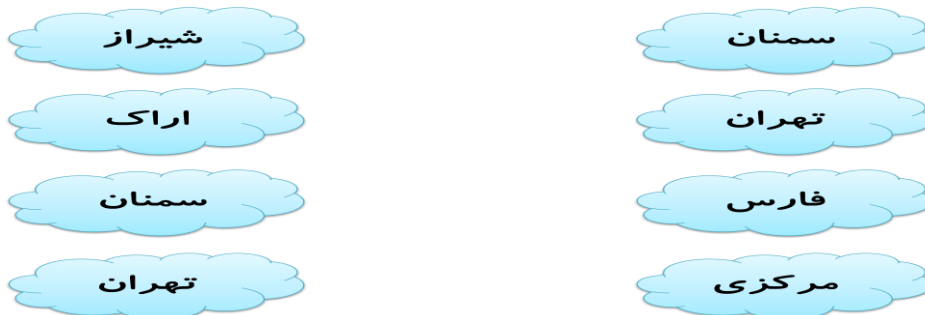 سمنان
شیراز
تهران
اراک
فارس
سمنان
مرکزی
تهران